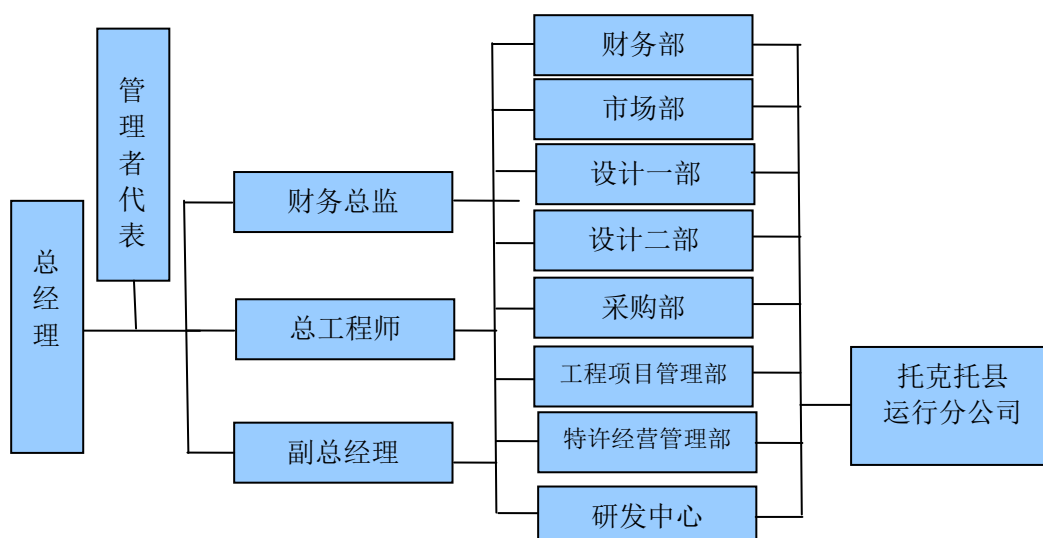 总经理
管理者代表
财务总监
总工程师
副总经理
财务部
市场部
设计一部
设计二部
采购部
工程项目管理部
特许经营管理部
研发中心
托克托县
运行分公司